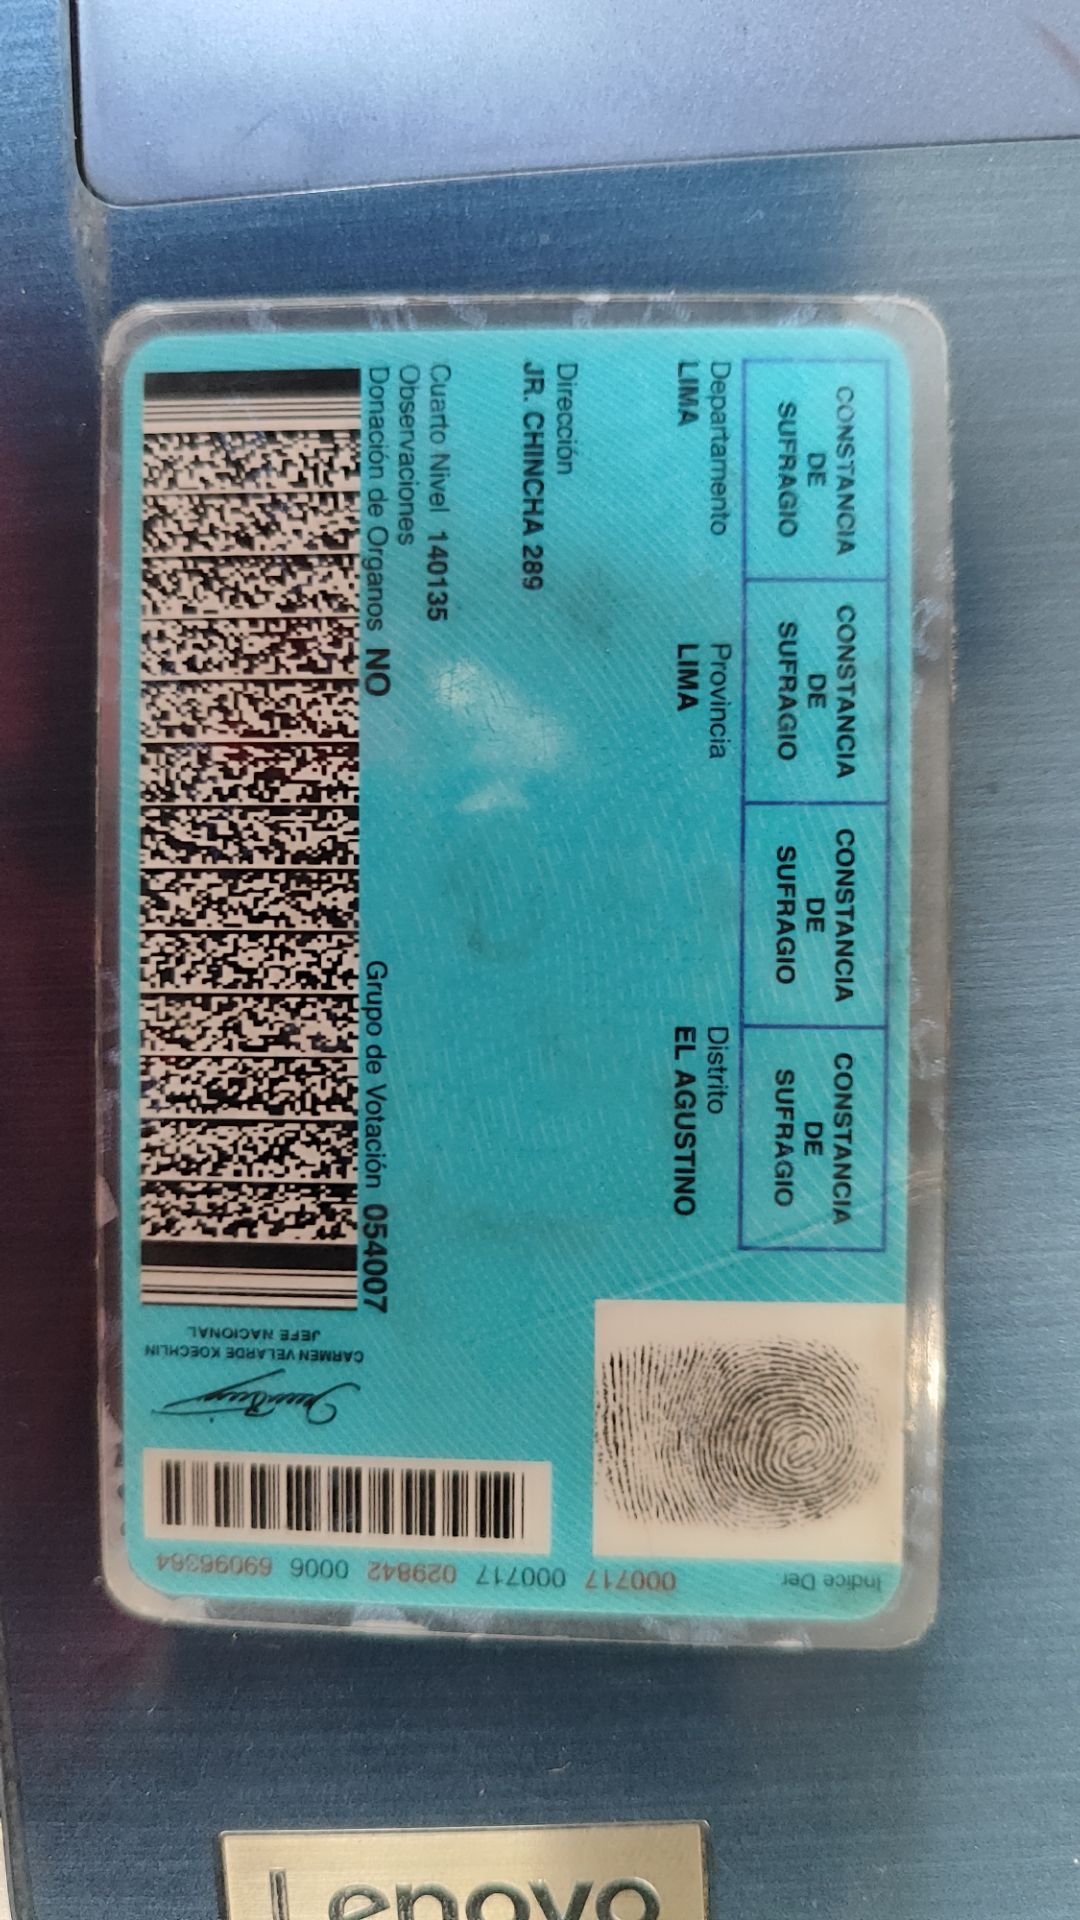 CONSTANCIA DE SUFRAGIO
CONSTANCIA DE SUFRAGIO
CONSTANCIA DE SUFRAGIO
CONSTANCIA DE SUFRAGIO
Departamento Provincia Distrito
LIMA LIMA EL AGUSTINO
Dirección
JR. CHINCHA 289
Cuarto Nivel 140135
Observaciones
Donación de Organos NO Grupo de Votación 054007
CARMEN VELARDE KOECHLIN
JEFE NACIONAL
Indice Der.
000717 000717 029842 0006 69096364
Lenovo